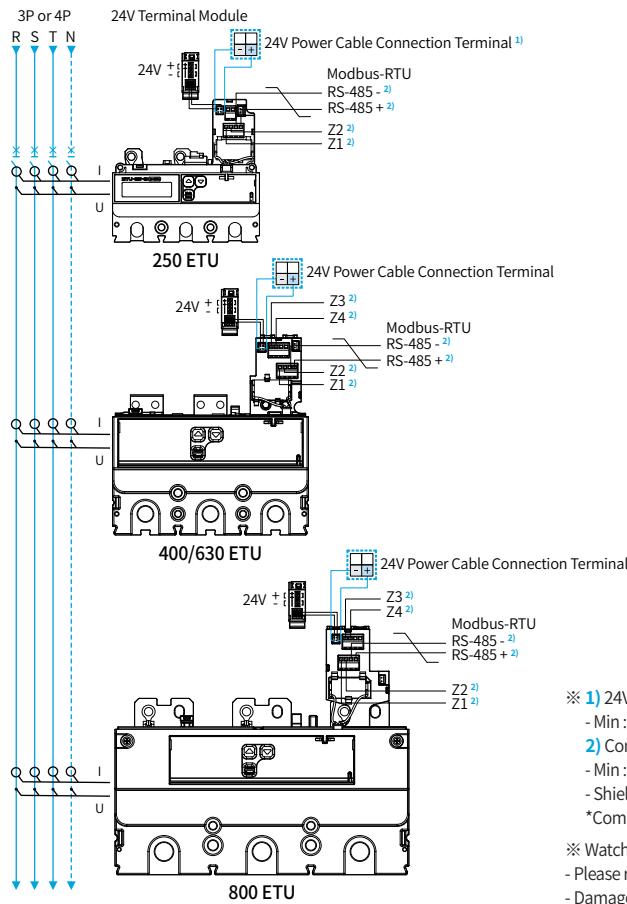 3P or 4P
24V Terminal Module
R S T N
24V Power Cable Connection Terminal 1)
24V + -
Modbus-RTU
RS-485 - 2)
RS-485 + 2)
Z2 2)
Z1 2)
I
U
250 ETU
24V Power Cable Connection Terminal
24V + -
Z3 2)
Z4 2)
Modbus-RTU
RS-485 - 2)
RS-485 + 2)
Z2 2)
Z1 2)
I
U
400/630 ETU
24V Power Cable Connection Terminal
24V + -
Z3 2)
Z4 2)
Modbus-RTU
RS-485 - 2)
RS-485 + 2)
Z2 2)
Z1 2)
I
U
800 ETU
※ 1) 24V
- Min :
2) Con
- Min :
- Shiel
*Com
※ Watch
- Please r
- Damage